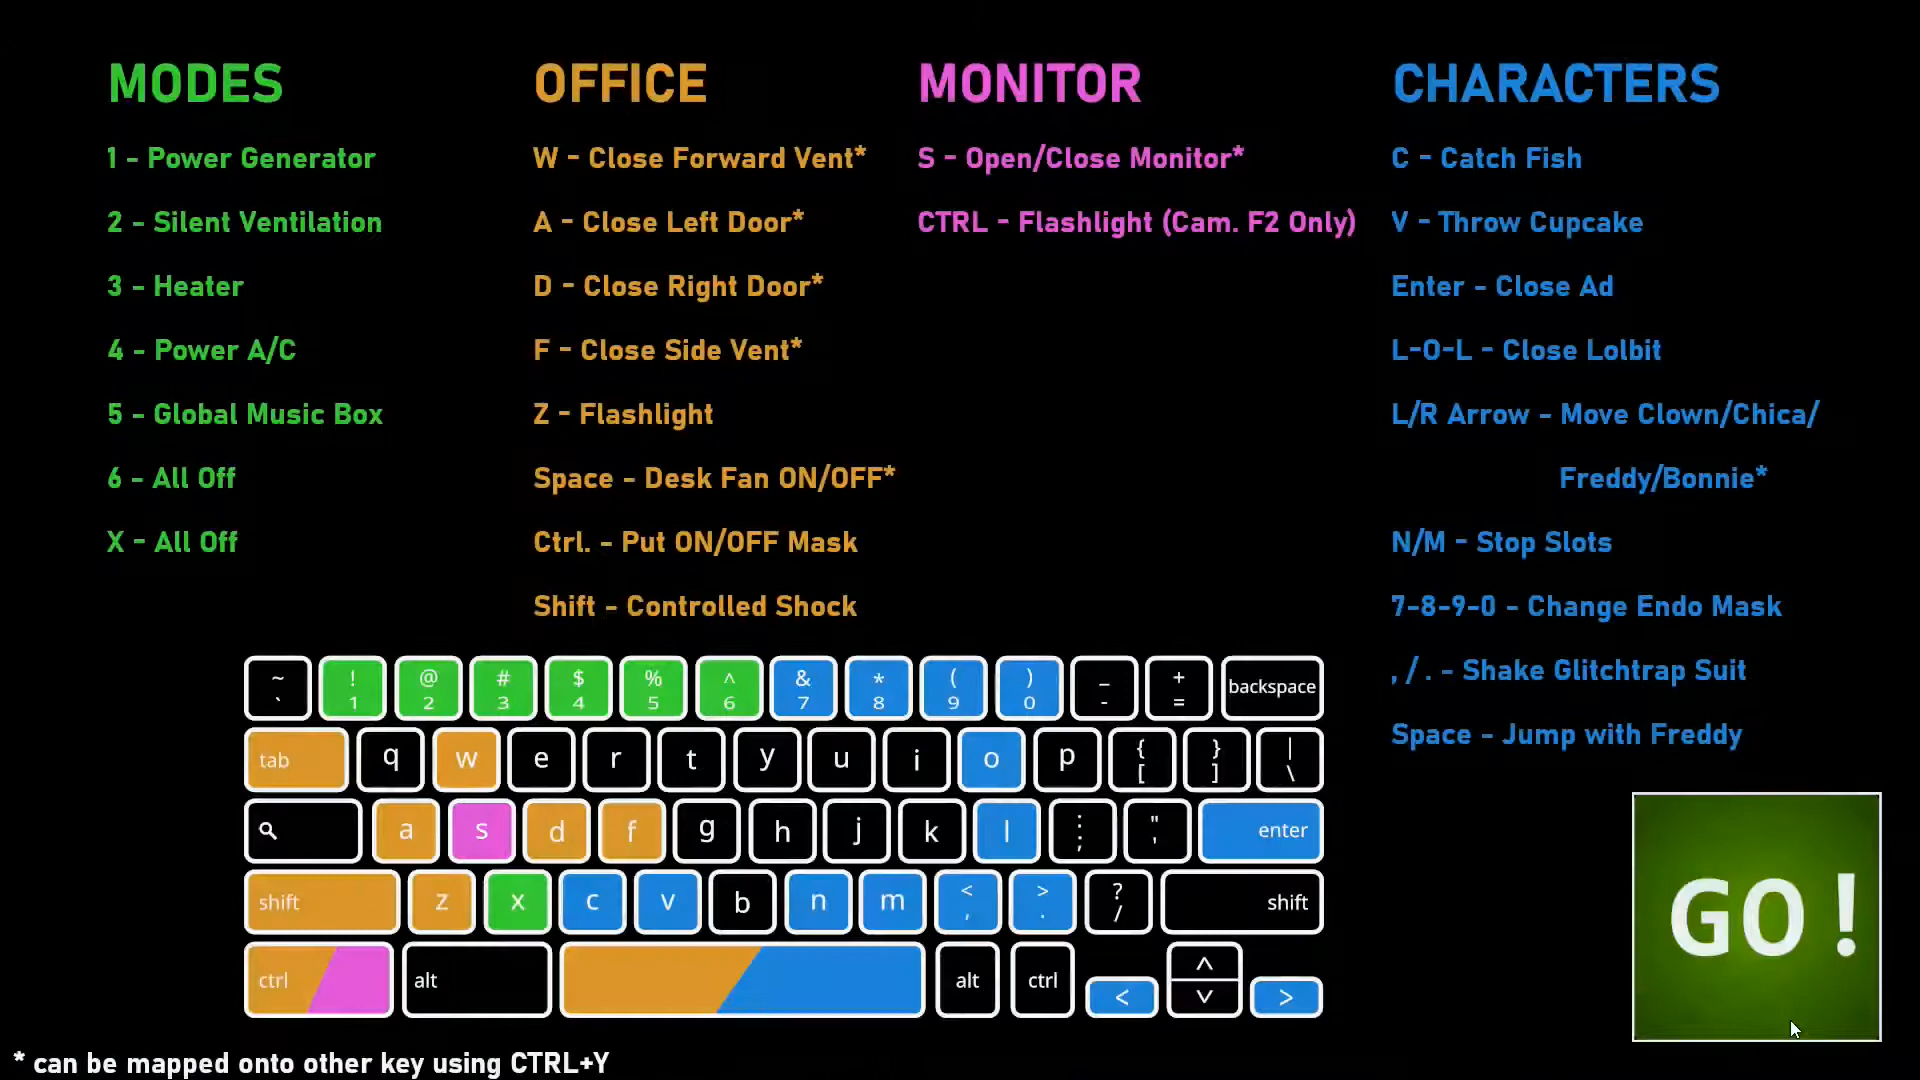 MODES
1 - Power Generator
2 - Silent Ventilation
3 - Heater
4 - Power A/C
5 - Global Music Box
6 - All Off
X - All Off
OFFICE
W - Close Forward Vent*
A - Close Left Door*
D - Close Right Door*
F - Close Side Vent*
Z - Flashlight
Space - Desk Fan ON/OFF*
Ctrl. - Put ON/OFF Mask
Shift - Controlled Shock
MONITOR
S - Open/Close Monitor*
CTRL - Flashlight (Cam. F2 Only)
CHARACTERS
C - Catch Fish
V - Throw Cupcake
Enter - Close Ad
L-O-L - Close Lolbit
L/R Arrow - Move Clown/Chica/
Freddy/Bonnie*
N/M - Stop Slots
7-8-9-0 - Change Endo Mask
, / . - Shake Glitchtrap Suit
Space - Jump with Freddy
~ ! @ # $ % ^ & * ( ) _ +
` 1 2 3 4 5 6 7 8 9 0 - = backspace
tab q w e r t y u i o p { [ } ] | \
a s d f g h j k l : ; " ' enter
shift z x c v b n m < , > . ? / shift
ctrl alt alt ctrl < ^ v >
GO!
* can be mapped onto other key using CTRL+Y